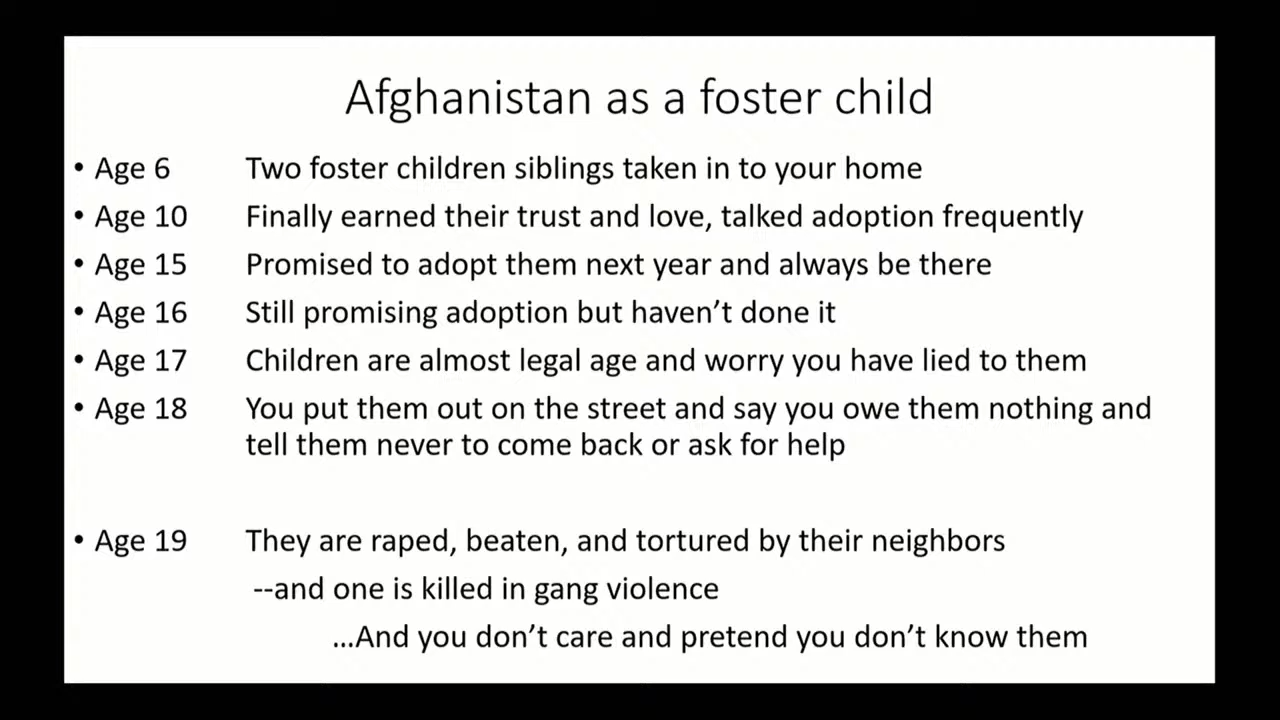 Afghanistan as a foster child
• Age 6 Two foster children siblings taken in to your home
• Age 10 Finally earned their trust and love, talked adoption frequently
• Age 15 Promised to adopt them next year and always be there
• Age 16 Still promising adoption but haven’t done it
• Age 17 Children are almost legal age and worry you have lied to them
• Age 18 You put them out on the street and say you owe them nothing and
tell them never to come back or ask for help
• Age 19 They are raped, beaten, and tortured by their neighbors
--and one is killed in gang violence
...And you don’t care and pretend you don’t know them